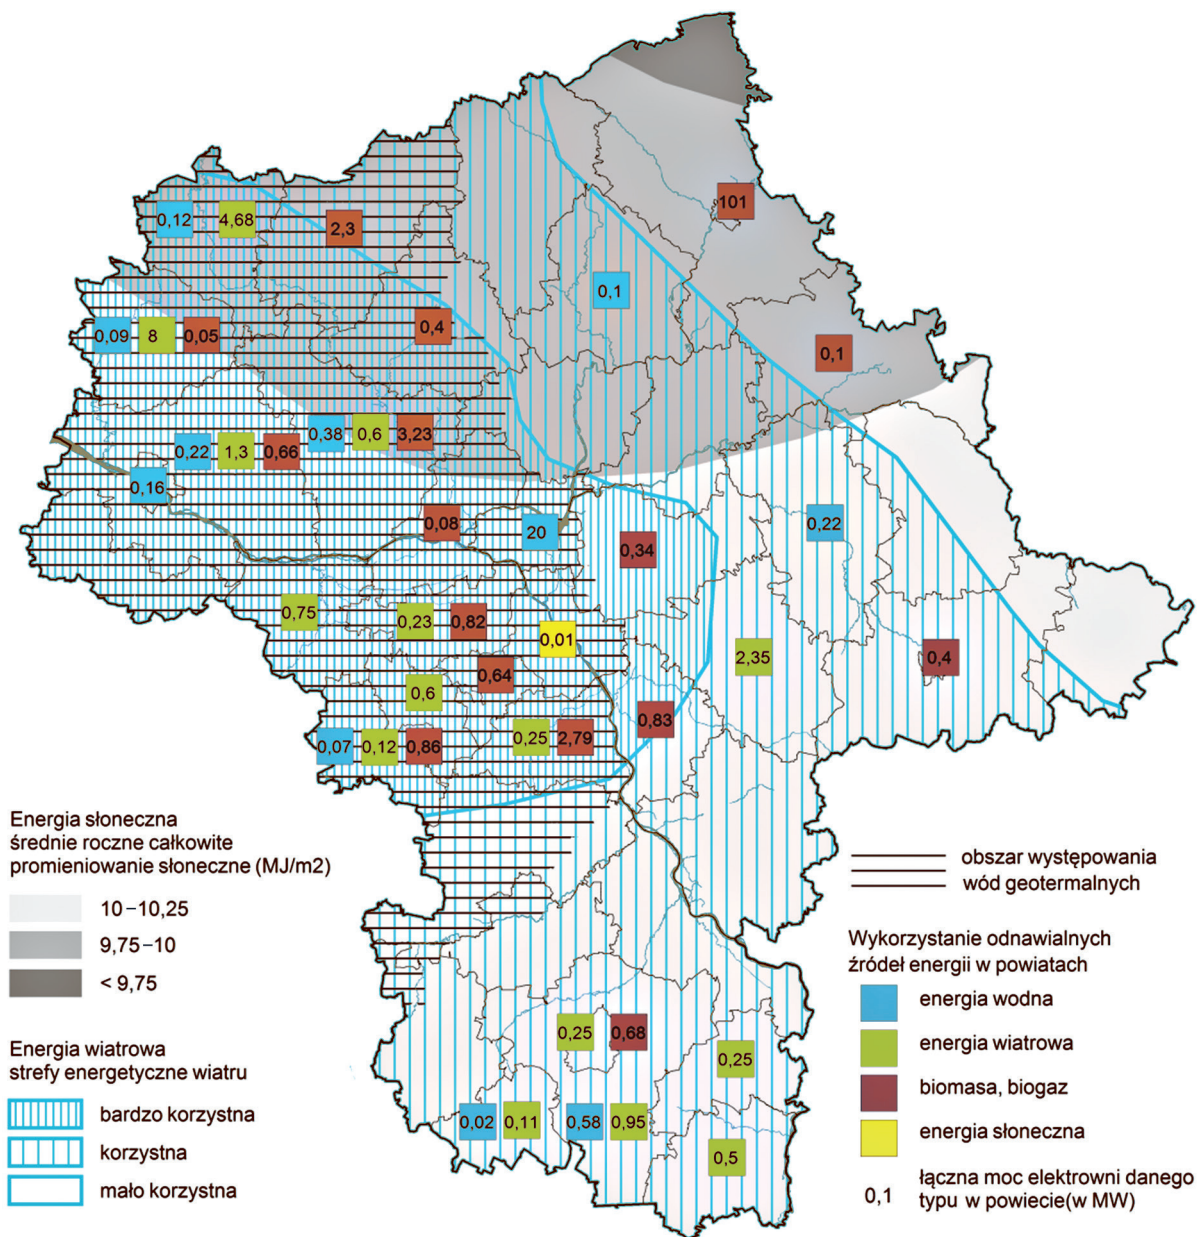 101
0,12 4,68 2,3
0,1
0,4
0,09 8 0,05
0,1
0,38 0,6 3,23
0,22 1,3 0,66
0,16
0,08 20
0,22
0,34
0,75 0,23 0,82
0,01
2,35 0,4
0,64
0,6
0,83
0,25 2,79
0,07 0,12 0,86
0,25 0,68
0,25
0,02 0,11 0,58 0,95
0,5
Energia słoneczna
średnie roczne całkowite
promieniowanie słoneczne (MJ/m2)
10–10,25
9,75–10
< 9,75
Energia wiatrowa
strefy energetyczne wiatru
bardzo korzystna
korzystna
mało korzystna
obszar występowania
wód geotermalnych
Wykorzystanie odnawialnych
źródeł energii w powiatach
energia wodna
energia wiatrowa
biomasa, biogaz
energia słoneczna
0,1 łączna moc elektrowni danego
typu w powiecie(w MW)